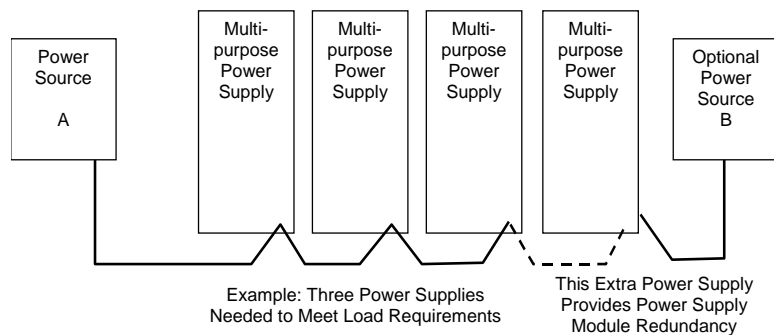 Power
Source
A
Multi-
purpose
Power
Supply
Multi-
purpose
Power
Supply
Multi-
purpose
Power
Supply
Multi-
purpose
Power
Supply
Optional
Power
Source
B
Example: Three Power Supplies
Needed to Meet Load Requirements
This Extra Power Supply
Provides Power Supply
Module Redundancy